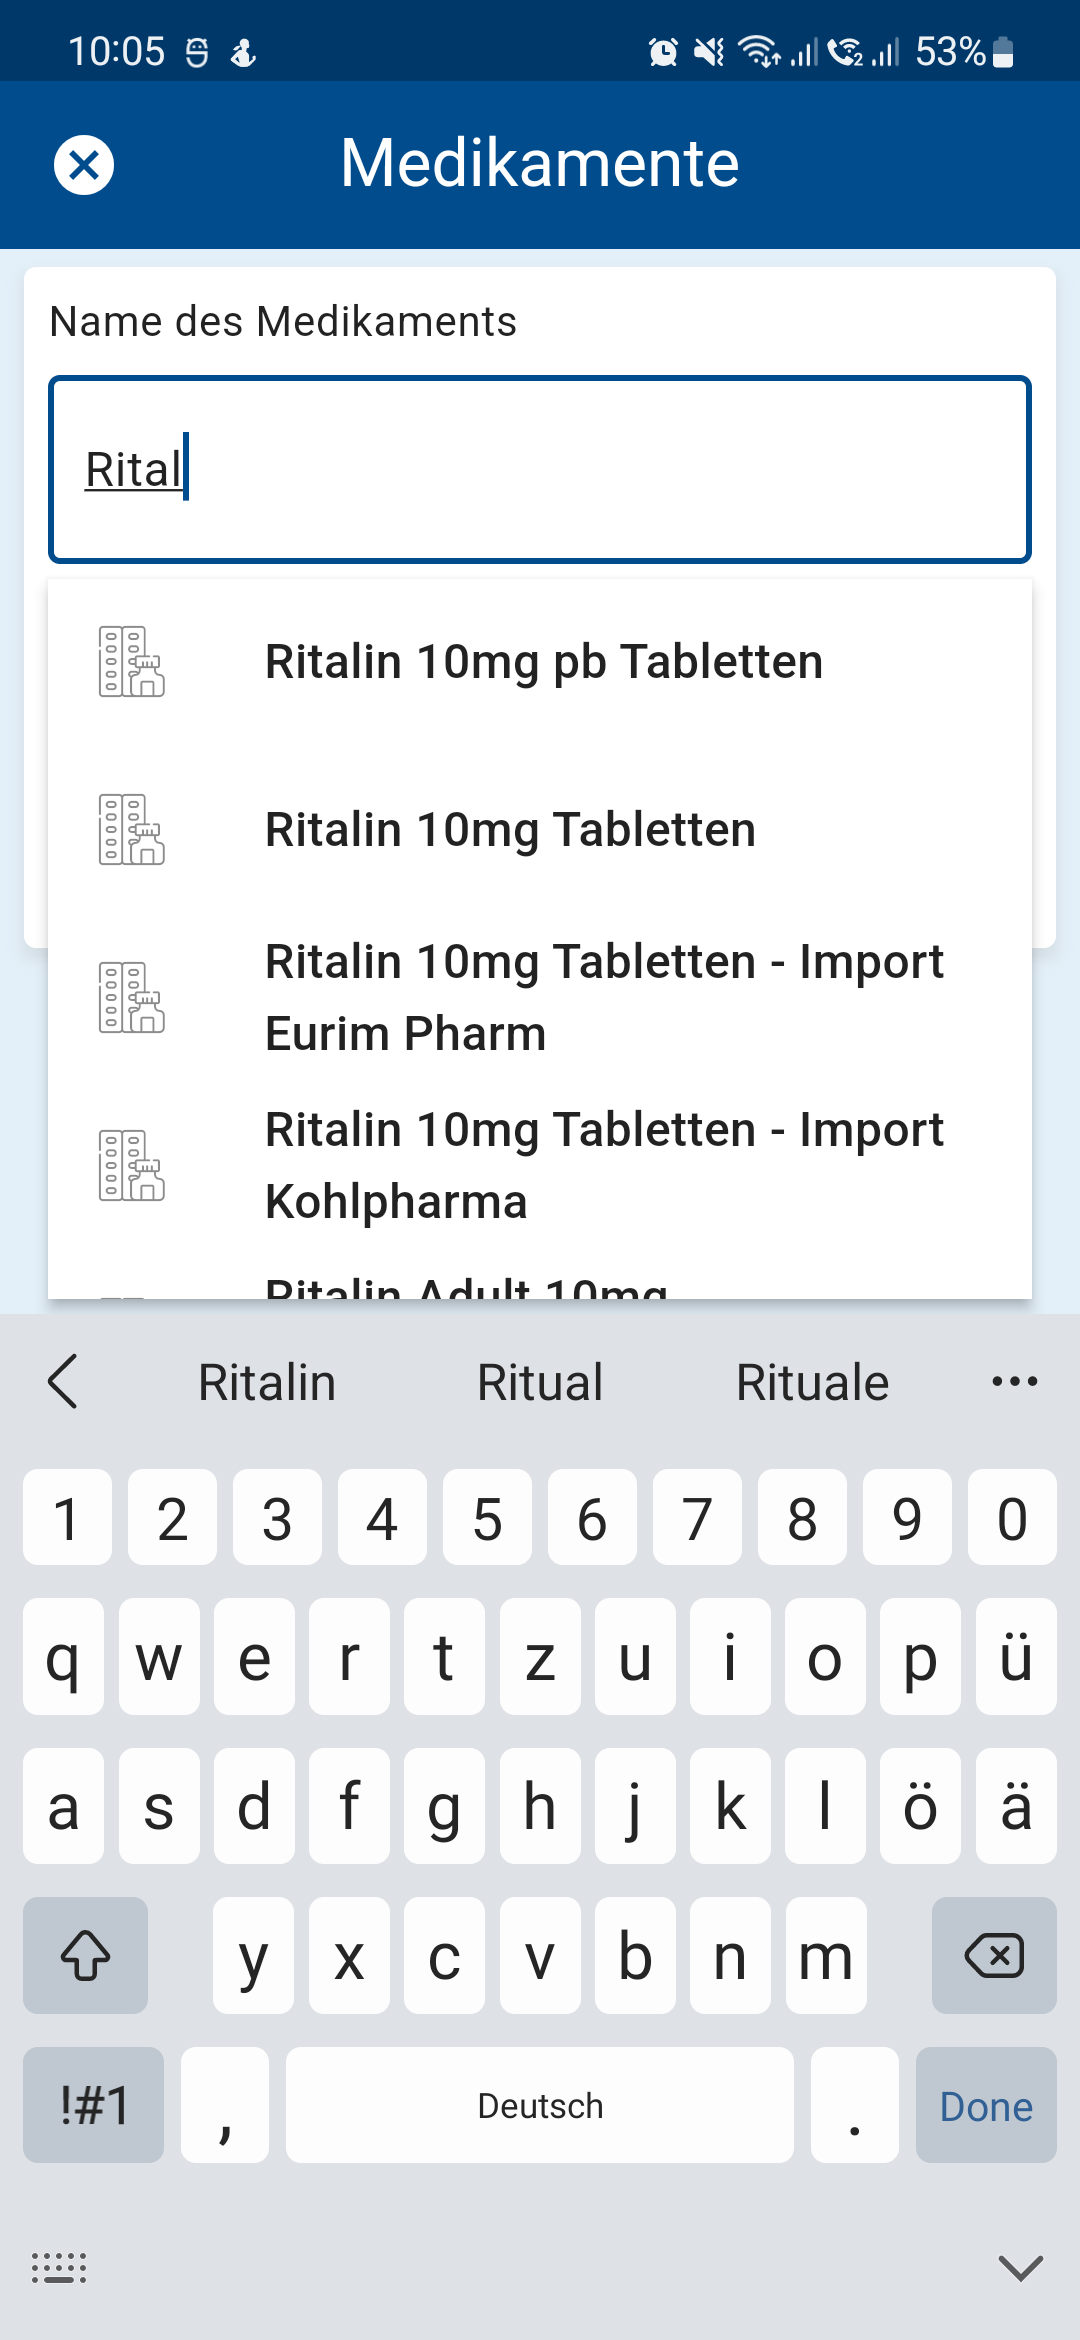 10:05
53%
Medikamente
Name des Medikaments
Rital
Ritalin 10mg pb Tabletten
Ritalin 10mg Tabletten
Ritalin 10mg Tabletten - Import
Eurim Pharm
Ritalin 10mg Tabletten - Import
Kohlpharma
Ritalin Adult 10mg
Ritalin Ritual Rituale
1 2 3 4 5 6 7 8 9 0
q w e r t z u i o p ü
a s d f g h j k l ö ä
y x c v b n m
!#1 , Deutsch . Done